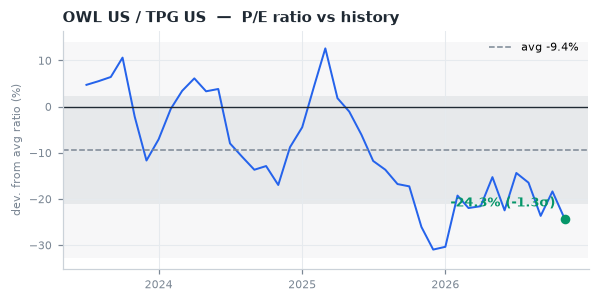 OWL US / TPG US — P/E ratio vs history
avg -9.4%
dev. from avg ratio (%)
10
0
−10
−20
−30
-24.3% (-1.3σ)
2024
2025
2026